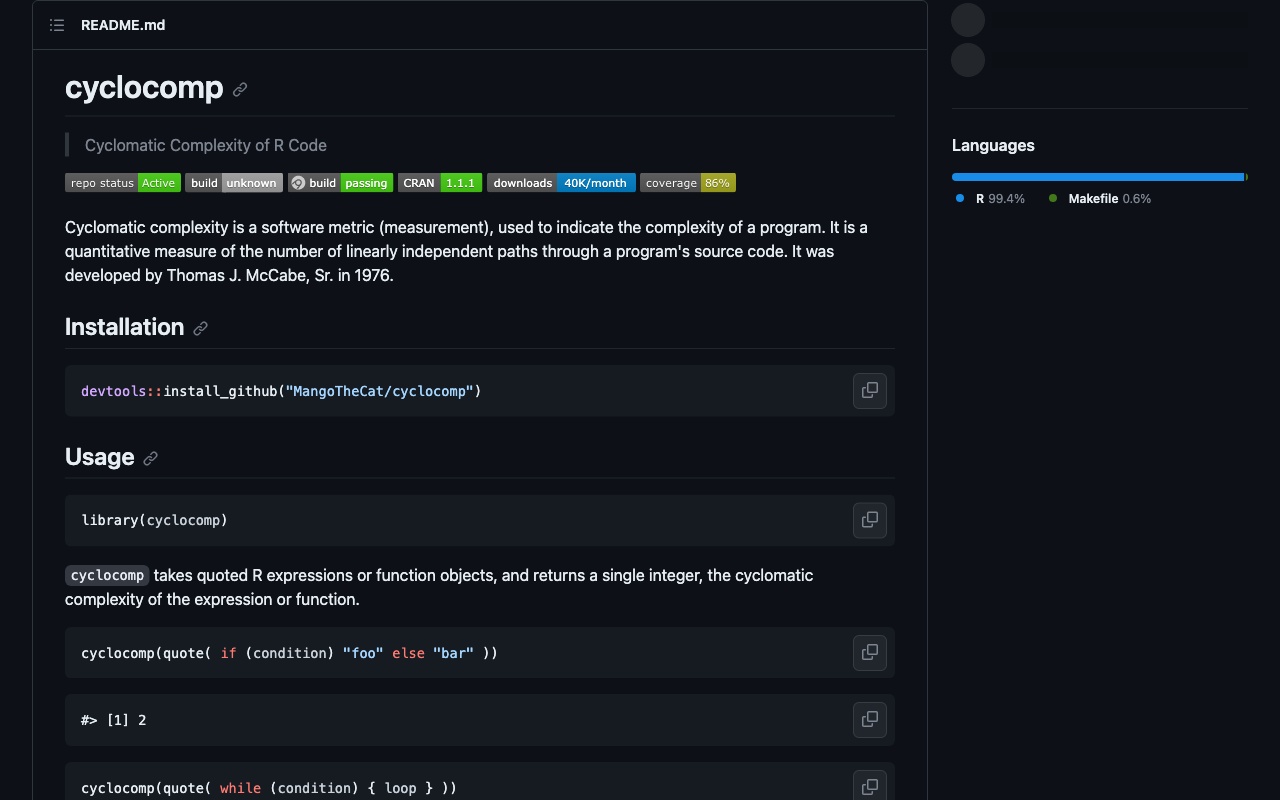 README.md
cyclocomp
Cyclomatic Complexity of R Code
repo status Active build unknown build passing CRAN 1.1.1 downloads 40K/month coverage 86%
Cyclomatic complexity is a software metric (measurement), used to indicate the complexity of a program. It is a
quantitative measure of the number of linearly independent paths through a program's source code. It was
developed by Thomas J. McCabe, Sr. in 1976.
Installation
devtools::install_github("MangoTheCat/cyclocomp")
Usage
library(cyclocomp)
cyclocomp takes quoted R expressions or function objects, and returns a single integer, the cyclomatic
complexity of the expression or function.
cyclocomp(quote( if (condition) "foo" else "bar" ))
#> [1] 2
cyclocomp(quote( while (condition) { loop } ))
Languages
R 99.4% Makefile 0.6%